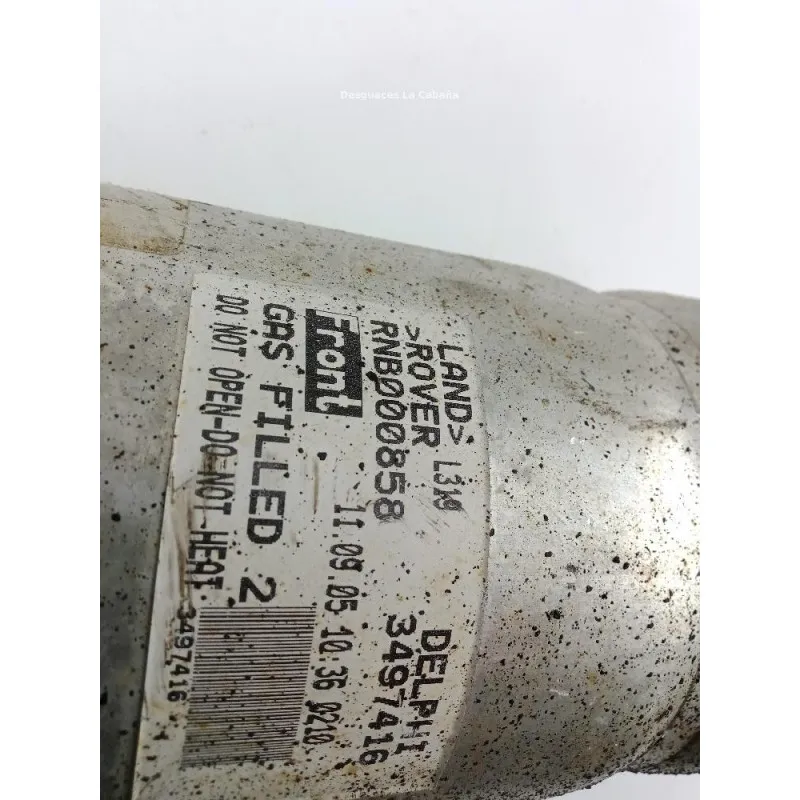 Desguaces La Cabaña
LAND>
>ROVER L319
RNB000858
Front
GAS FILLED 2
DO NOT OPEN-DO NOT HEAT
11.09.05 10:36 0210
DELPHI
3497416
3497416